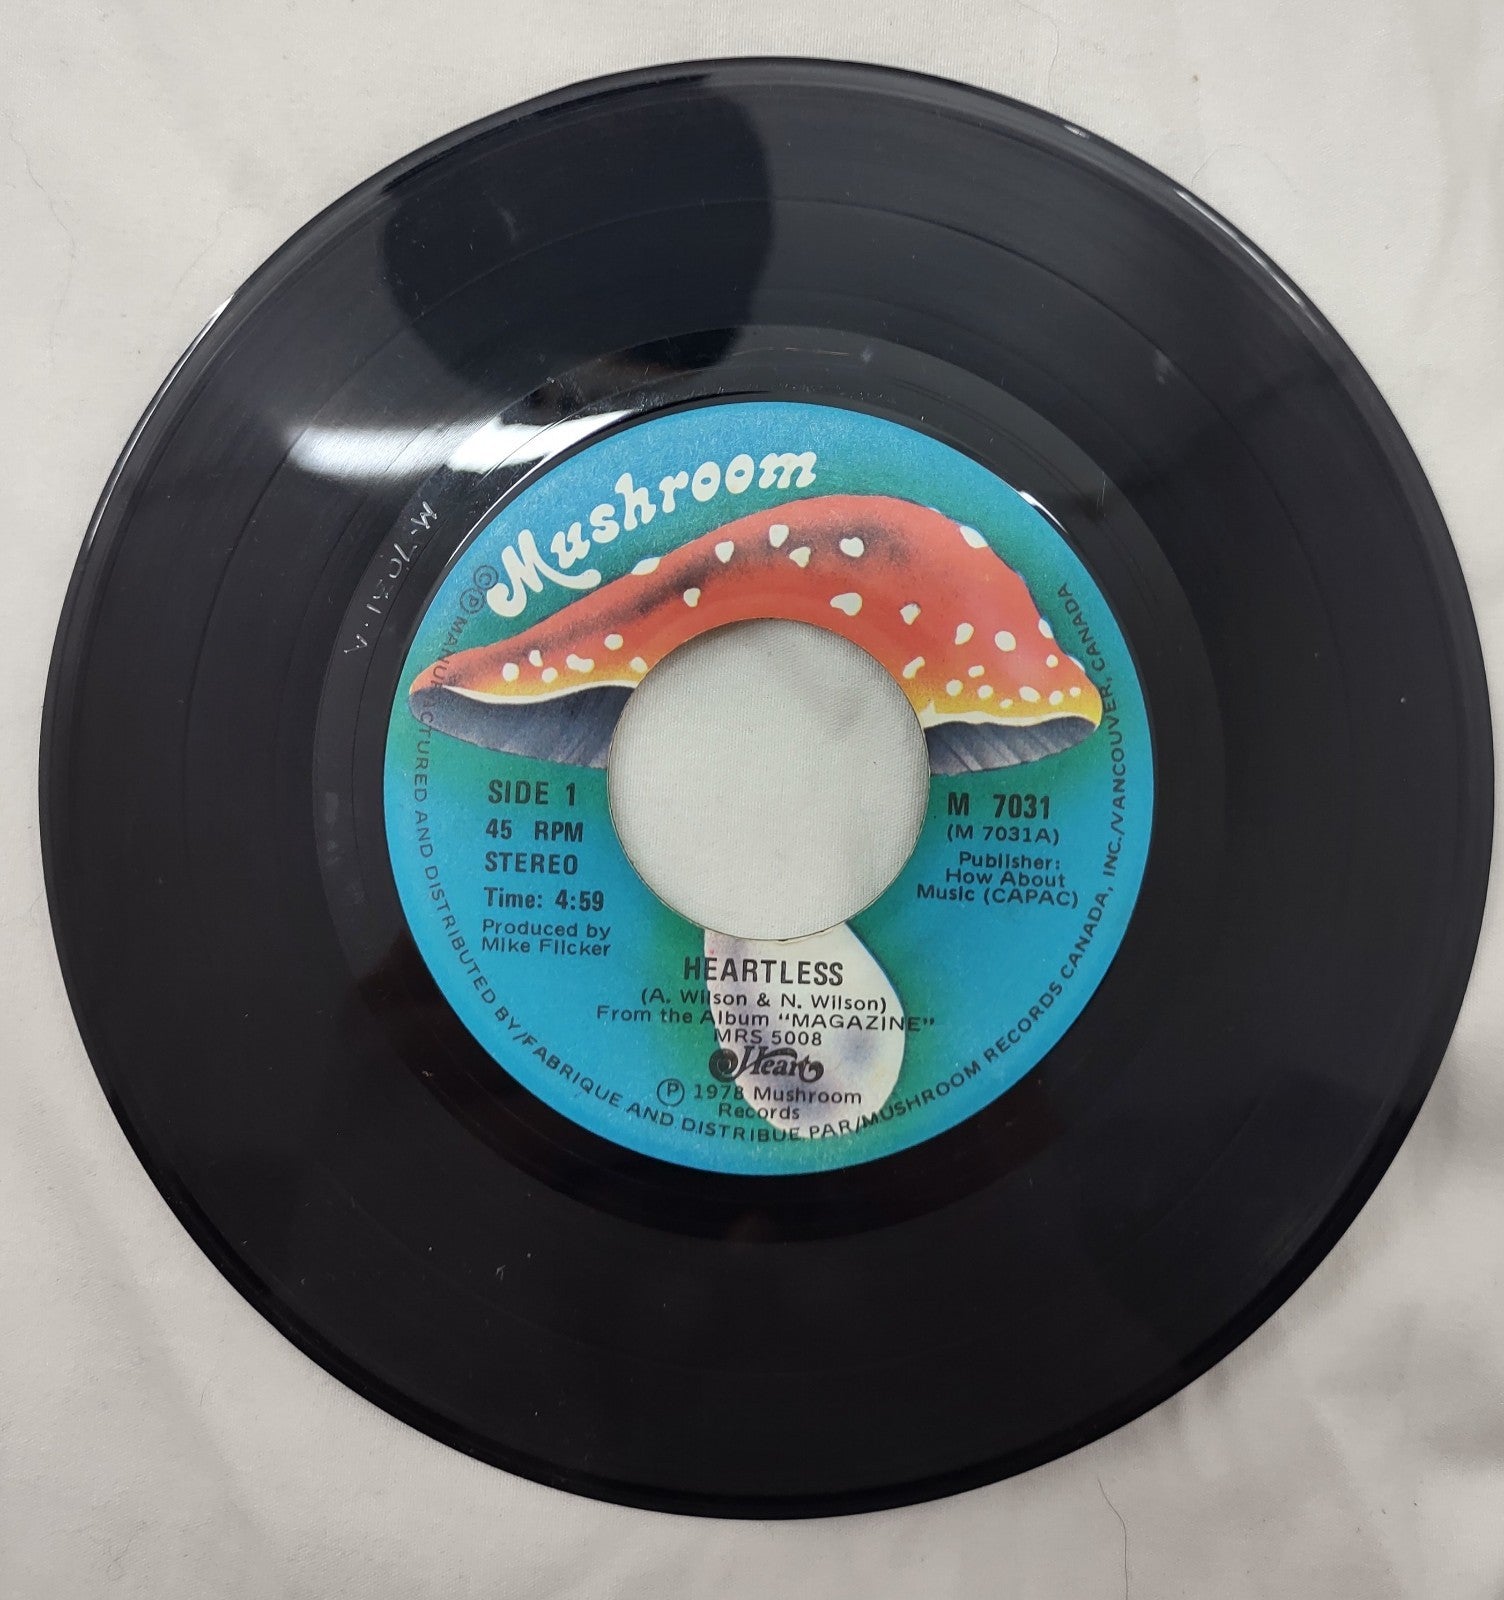 Mushroom
SIDE 1
45 RPM
STEREO
Time: 4:59
Produced by
Mike Flicker
M 7031
(M 7031A)
Publisher:
How About
Music (CAPAC)
HEARTLESS
(A. Wilson & N. Wilson)
From the Album "MAGAZINE"
MRS 5008
Heart
Ⓟ 1978 Mushroom
Records
©Ⓟ MANUFACTURED AND DISTRIBUTED BY/FABRIQUE AND DISTRIBUE PAR/MUSHROOM RECORDS CANADA, INC./VANCOUVER, CANADA
M-7031-A